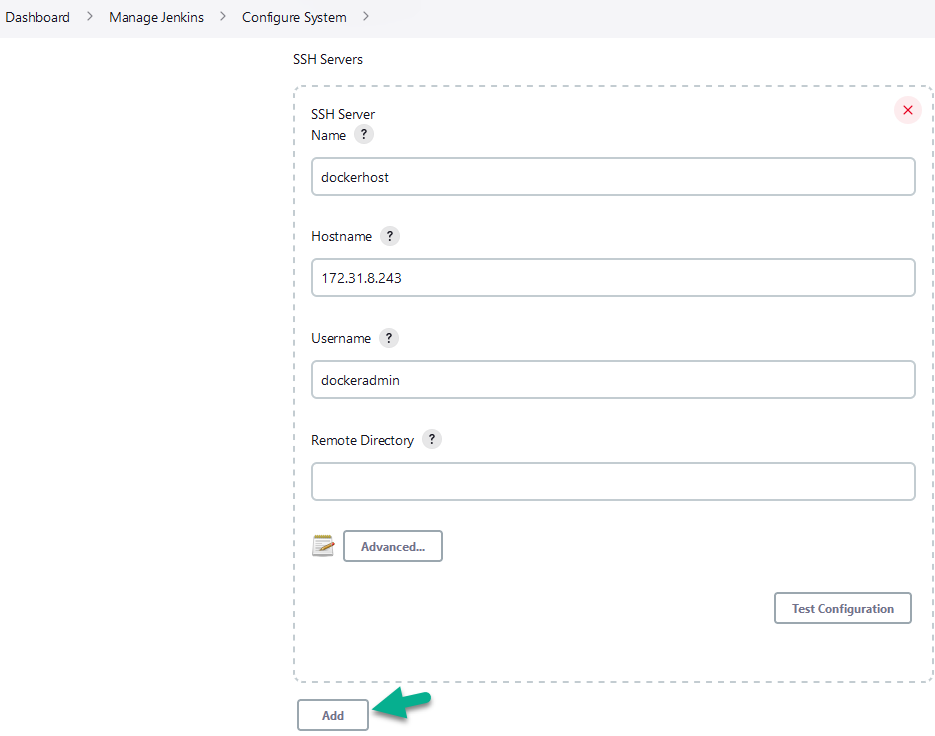 Dashboard > Manage Jenkins > Configure System >
SSH Servers
SSH Server
Name ?
dockerhost
Hostname ?
172.31.8.243
Username ?
dockeradmin
Remote Directory ?
Advanced...
Test Configuration
Add